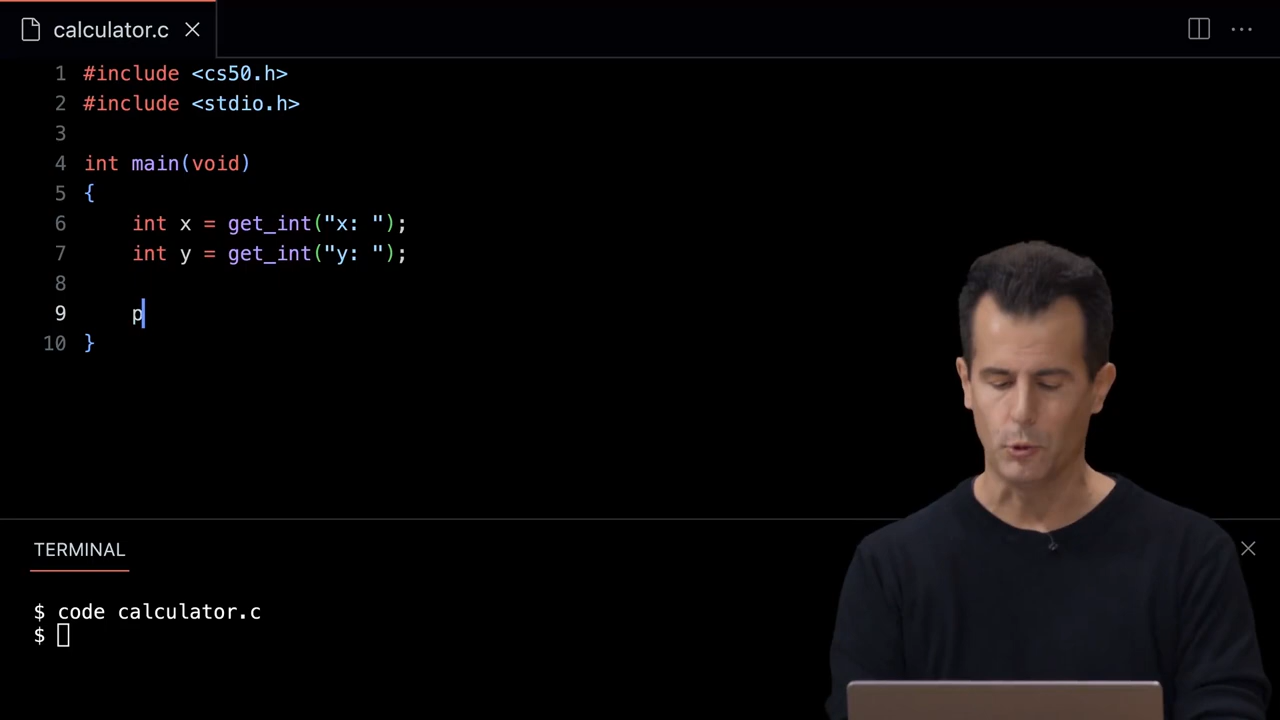 calculator.c
1 #include <cs50.h>
2 #include <stdio.h>
3
4 int main(void)
5 {
6 int x = get_int("x: ");
7 int y = get_int("y: ");
8
9 p
10 }
TERMINAL
$ code calculator.c
$